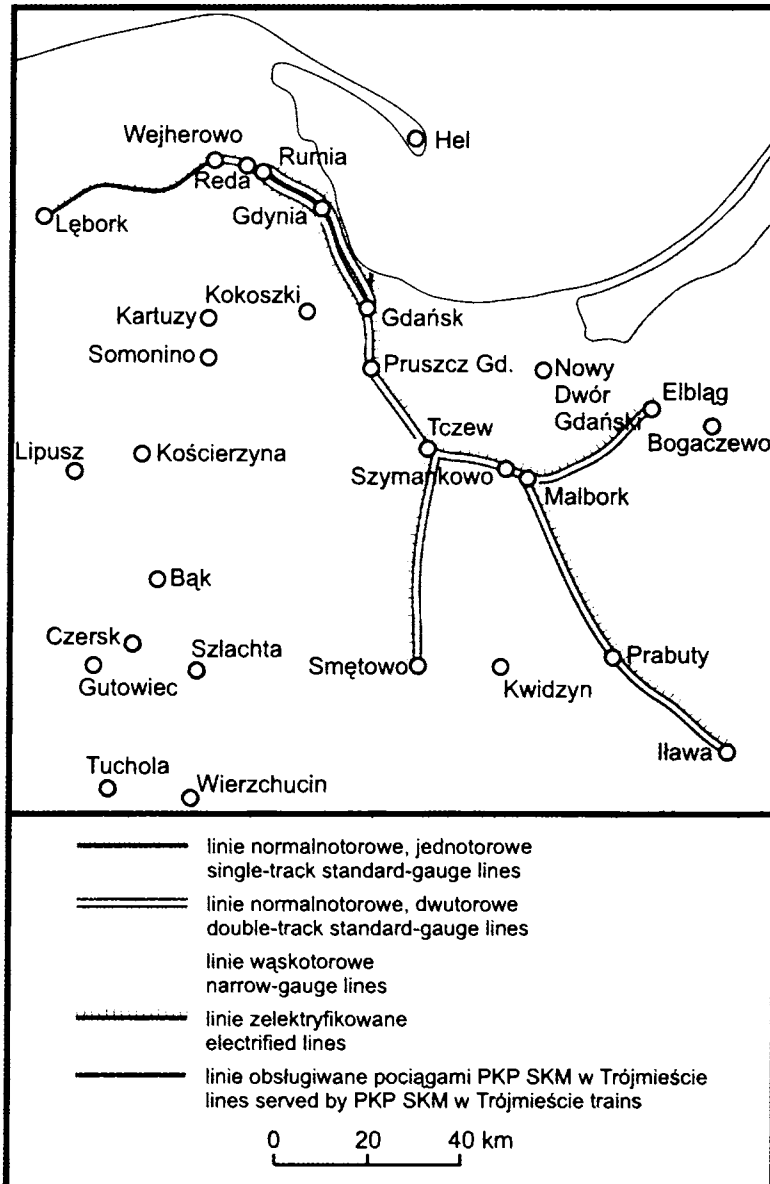 Hel
Wejherowo
Rumia
Reda
Lębork
Gdynia
Kokoszki
Kartuzy
Gdańsk
Somonino
Pruszcz Gd.
Nowy
Dwór
Gdański
Elbląg
Tczew
Bogaczewo
Lipusz
Kościerzyna
Szymankowo
Malbork
Bąk
Czersk
Szlachta
Gutowiec
Smętowo
Kwidzyn
Prabuty
Iława
Tuchola
Wierzchucin
linie normalnotorowe, jednotorowe
single-track standard-gauge lines
linie normalnotorowe, dwutorowe
double-track standard-gauge lines
linie wąskotorowe
narrow-gauge lines
linie zelektryfikowane
electrified lines
linie obsługiwane pociągami PKP SKM w Trójmieście
lines served by PKP SKM w Trójmieście trains
0 20 40 km